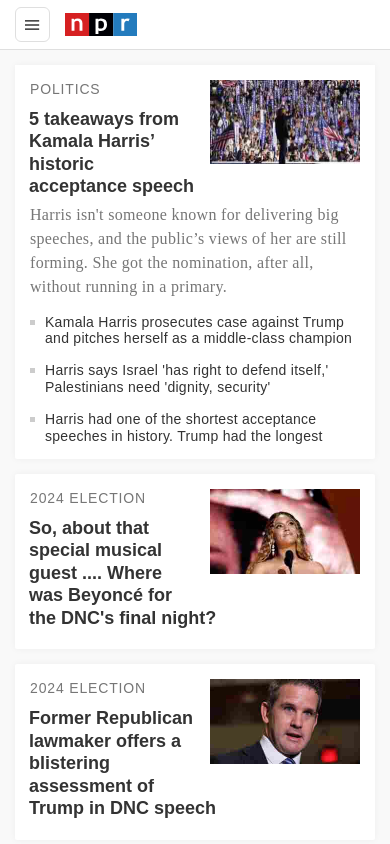 npr
POLITICS
5 takeaways from
Kamala Harris’
historic
acceptance speech
Harris isn't someone known for delivering big
speeches, and the public’s views of her are still
forming. She got the nomination, after all,
without running in a primary.
Kamala Harris prosecutes case against Trump
and pitches herself as a middle-class champion
Harris says Israel 'has right to defend itself,'
Palestinians need 'dignity, security'
Harris had one of the shortest acceptance
speeches in history. Trump had the longest
2024 ELECTION
So, about that
special musical
guest .... Where
was Beyoncé for
the DNC's final night?
2024 ELECTION
Former Republican
lawmaker offers a
blistering
assessment of
Trump in DNC speech